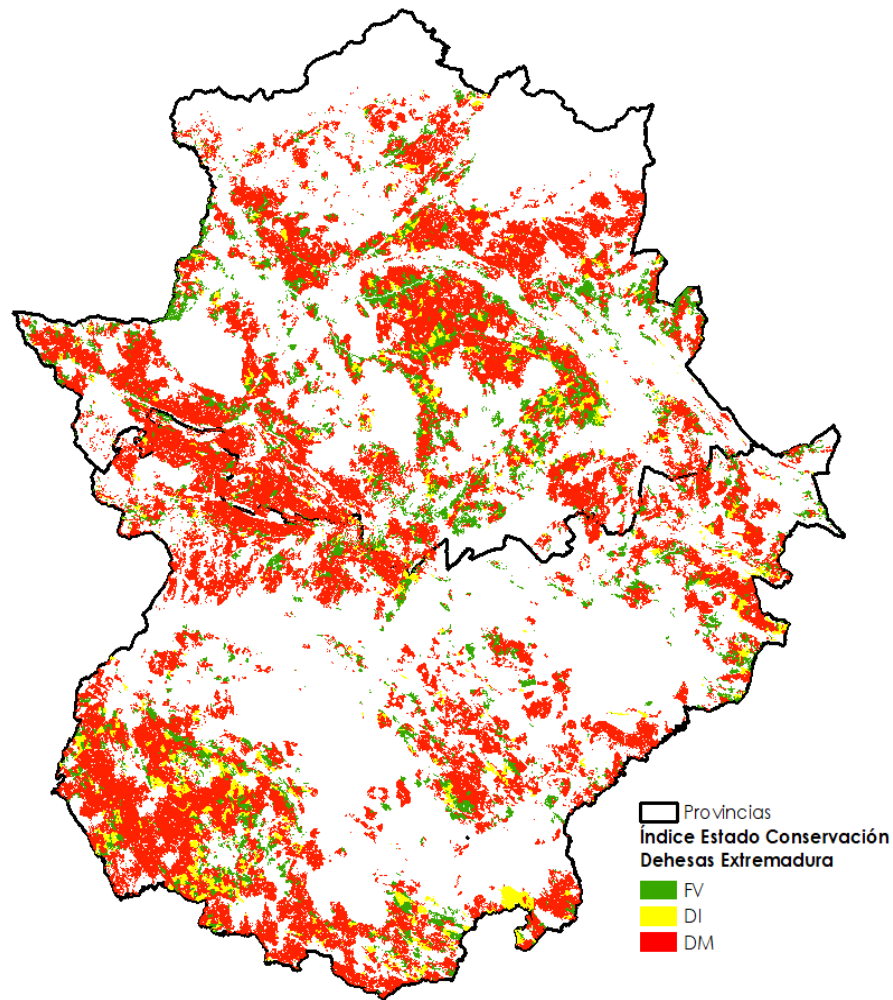 Provincias
Índice Estado Conservación
Dehesas Extremadura
FV
DI
DM